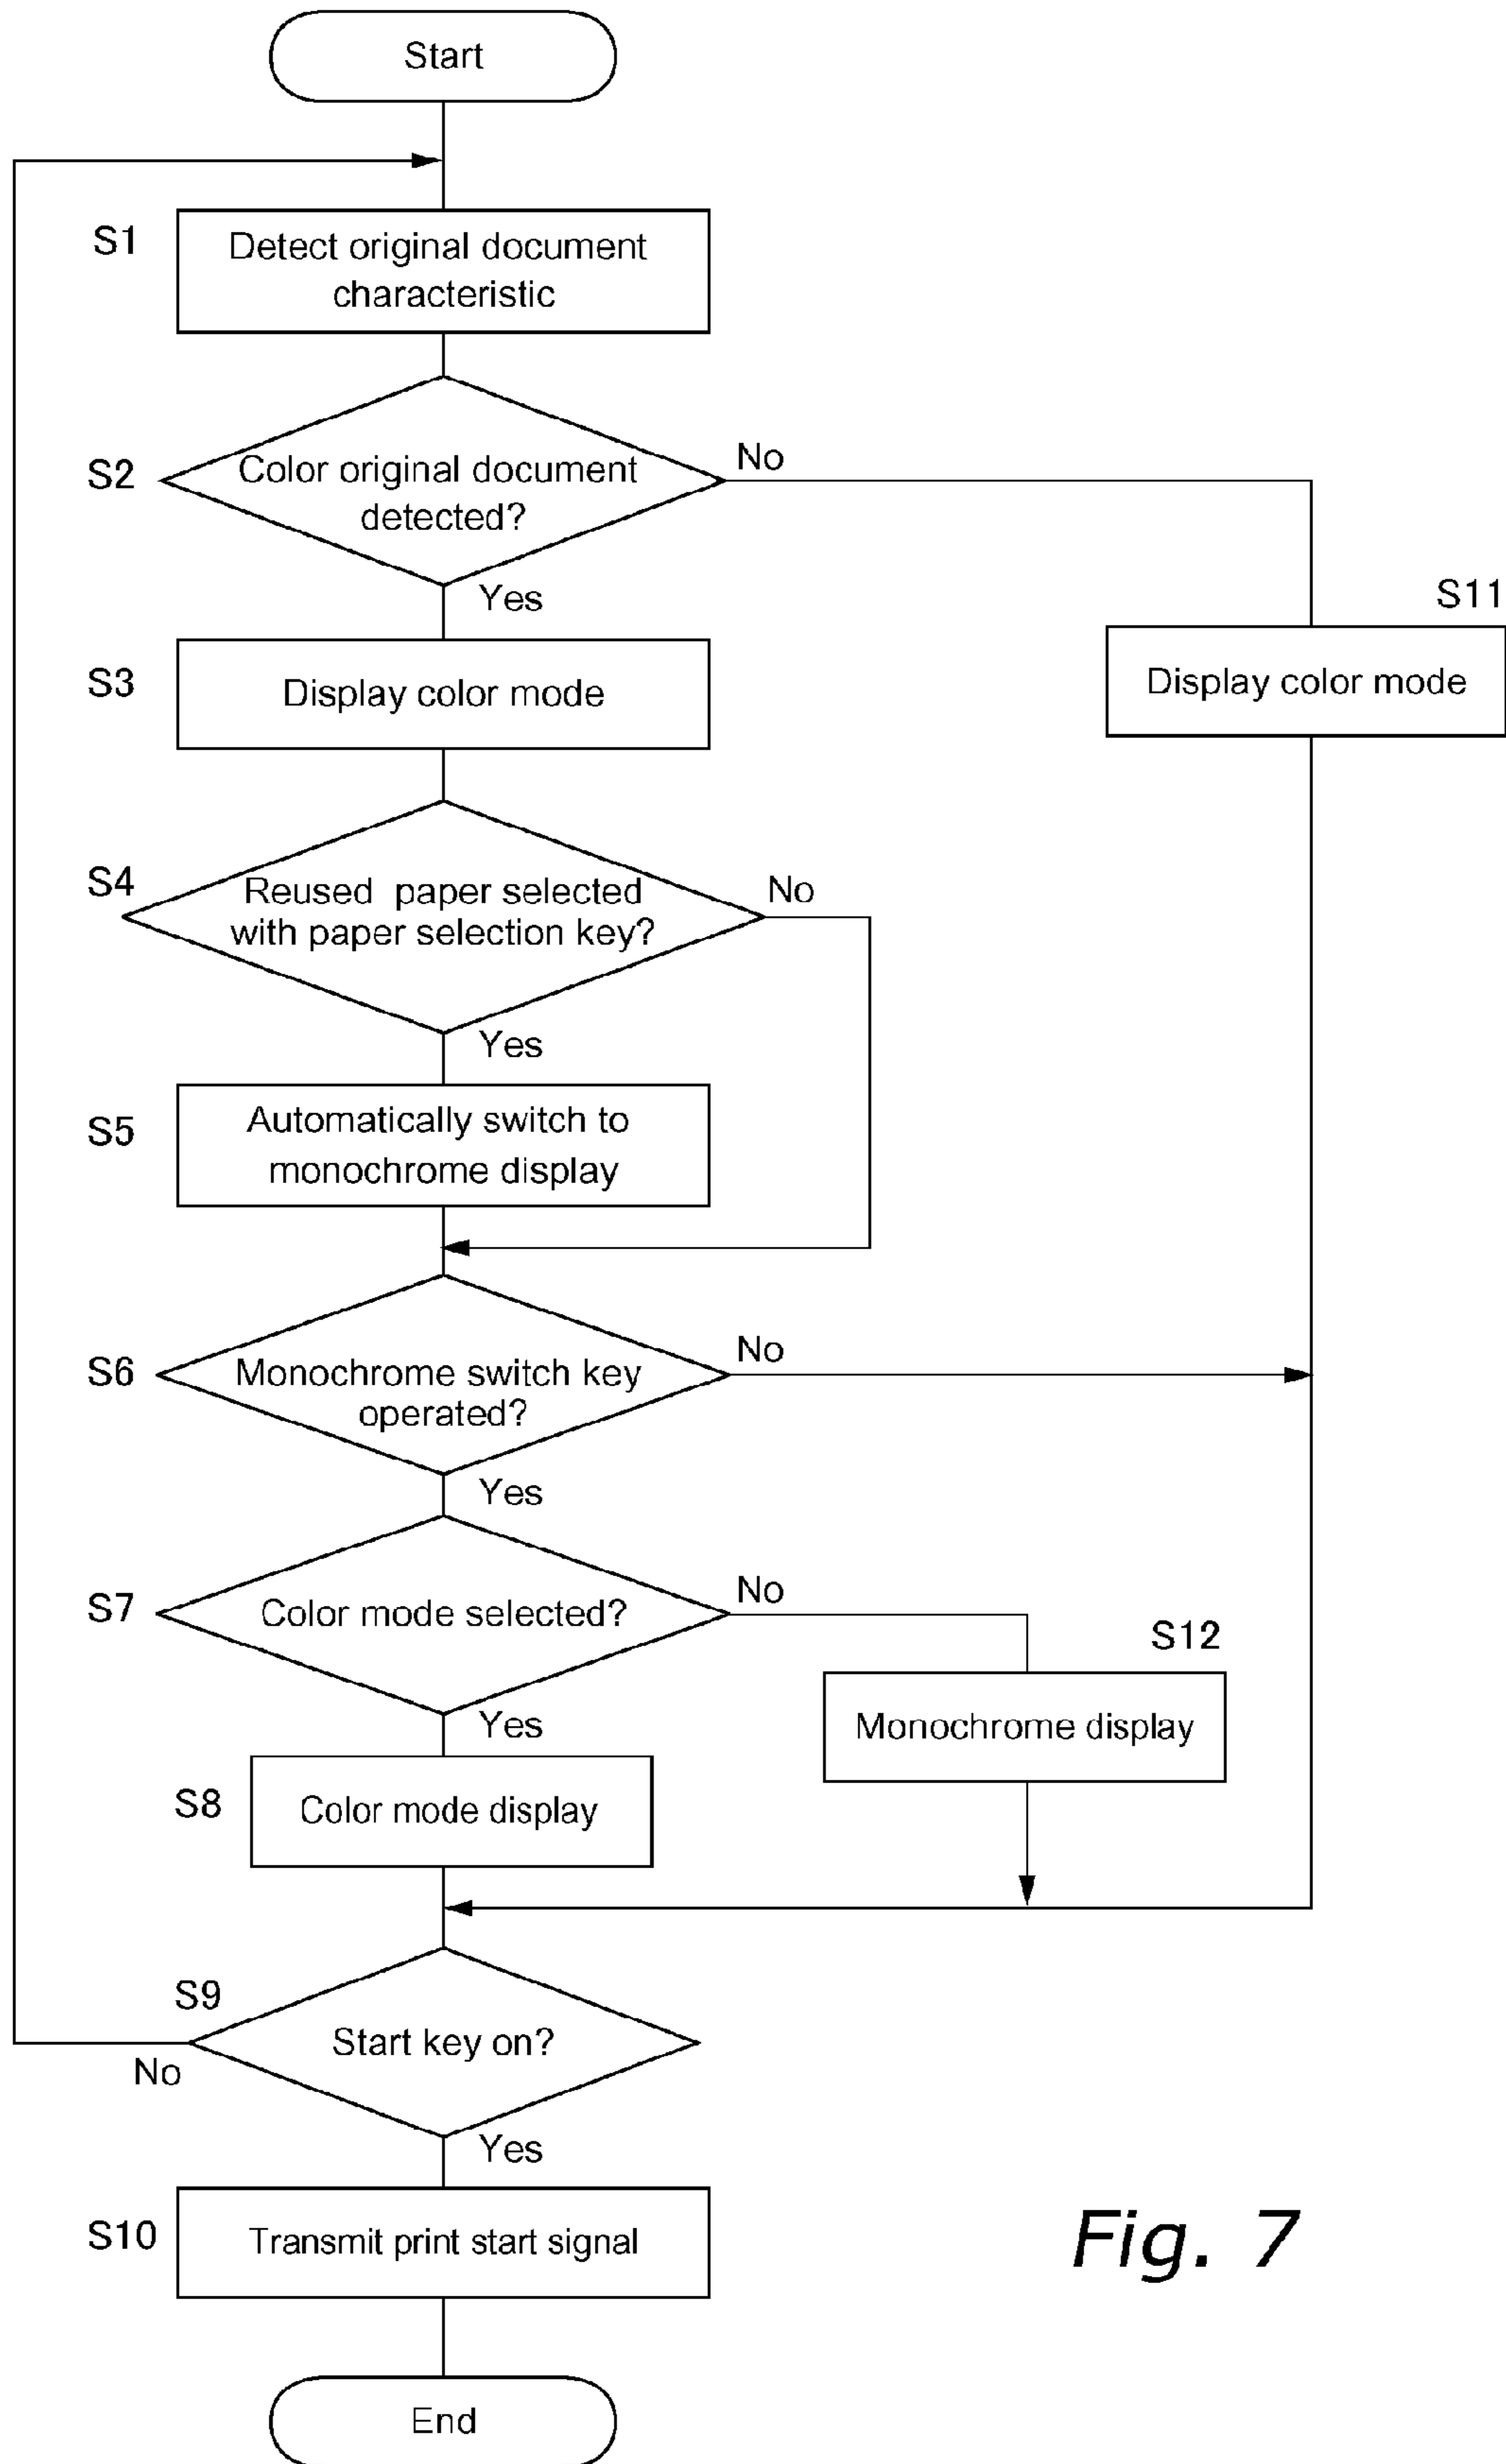 Start
S1
Detect original document
characteristic
S2
Color original document
detected?
No
Yes
S11
S3
Display color mode
Display color mode
S4
Reused paper selected
with paper selection key?
No
Yes
S5
Automatically switch to
monochrome display
S6
Monochrome switch key
operated?
No
Yes
S7
Color mode selected?
No
S12
Yes
Monochrome display
S8
Color mode display
S9
Start key on?
No
Yes
S10
Transmit print start signal
Fig. 7
End